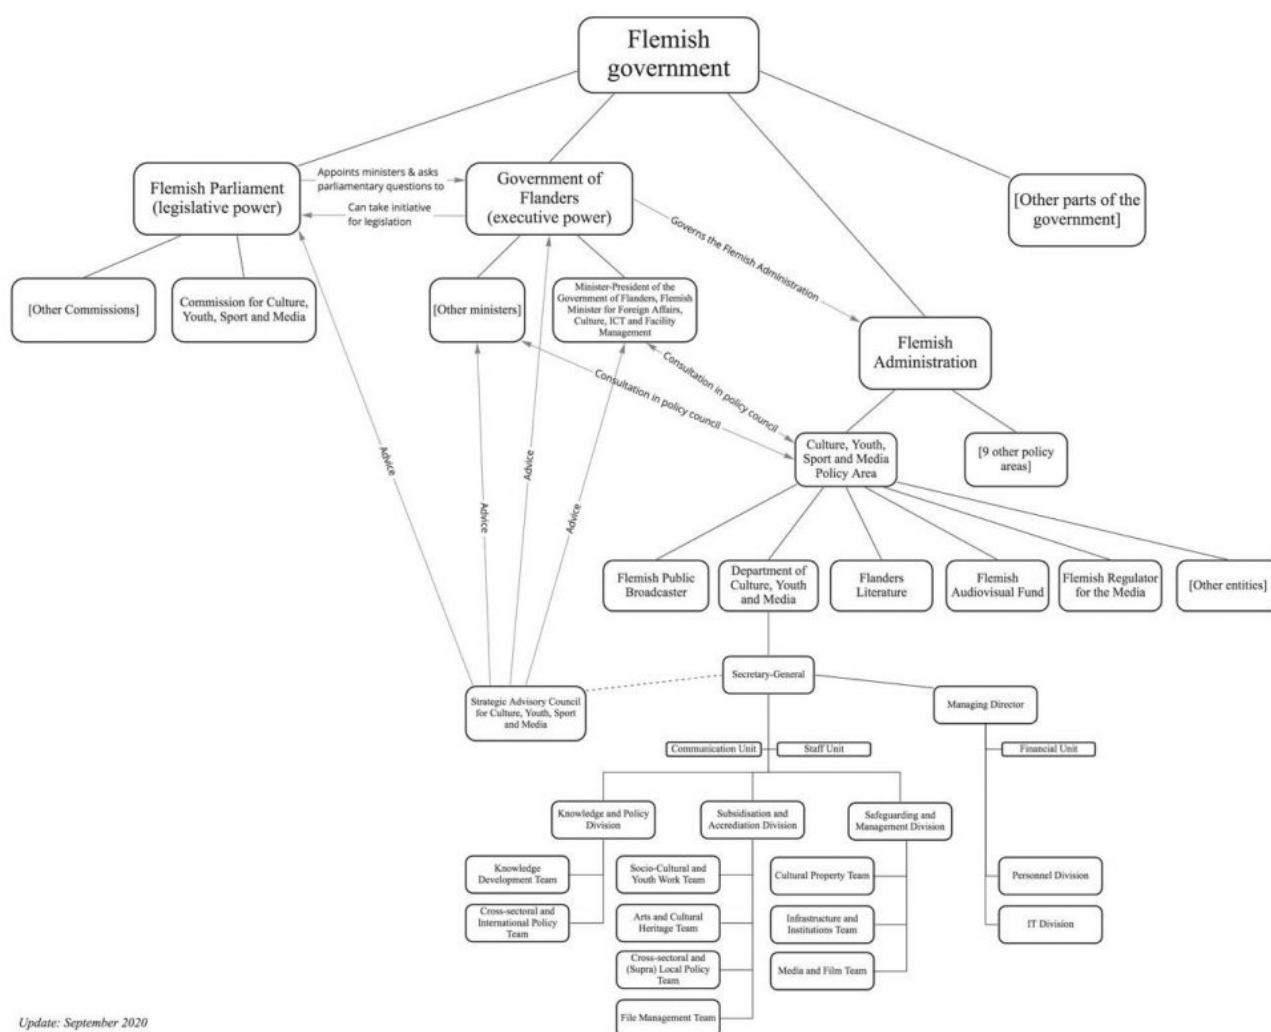 Flemish
government
Flemish Parliament
(legislative power)
Appoints ministers & asks
parliamentary questions to
Can take initiative
for legislation
Government of
Flanders
(executive power)
[Other parts of the
government]
Governs the Flemish Administration
[Other Commissions]
Commission for Culture,
Youth, Sport and Media
[Other ministers]
Minister-President of the
Government of Flanders, Flemish
Minister for Foreign Affairs,
Culture, ICT and Facility
Management
Flemish
Administration
Consultation in policy council
Consultation in policy council
Culture, Youth,
Sport and Media
Policy Area
[9 other policy
areas]
Advice
Advice
Advice
Advice
Flemish Public
Broadcaster
Department of
Culture, Youth
and Media
Flanders
Literature
Flemish
Audiovisual Fund
Flemish Regulator
for the Media
[Other entities]
Secretary-General
Strategic Advisory Council
for Culture, Youth, Sport
and Media
Managing Director
Communication Unit
Staff Unit
Financial Unit
Knowledge and Policy
Division
Subsidisation and
Accrediation Division
Safeguarding and
Management Division
Knowledge
Development Team
Socio-Cultural and
Youth Work Team
Cultural Property Team
Personnel Division
Cross-sectoral and
International Policy
Team
Arts and Cultural
Heritage Team
Infrastructure and
Institutions Team
IT Division
Cross-sectoral and
(Supra) Local Policy
Team
Media and Film Team
File Management Team
Update: September 2020